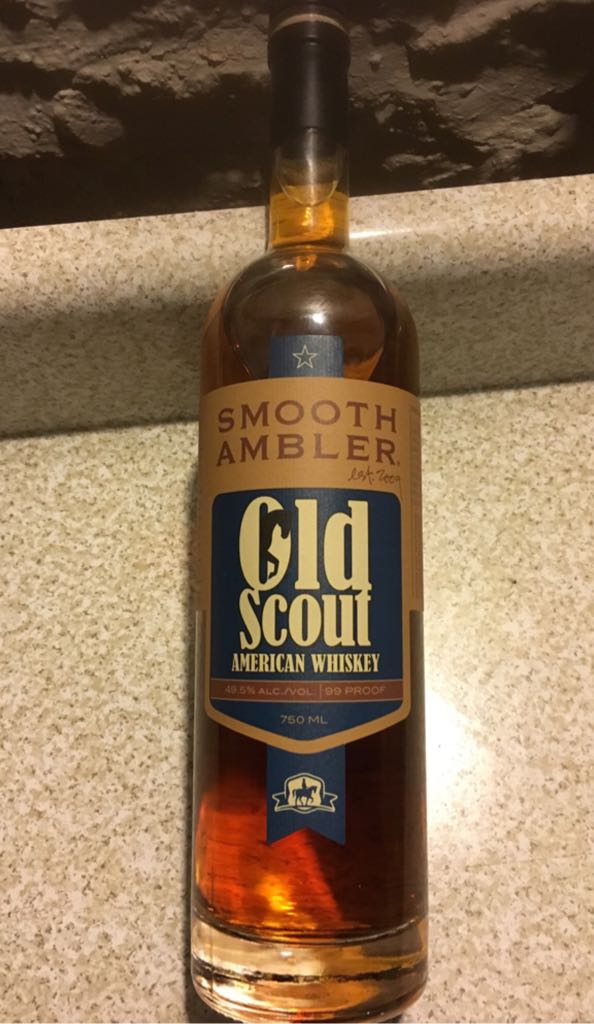 SMOOTH
AMBLER
est. 2009
Old
Scout
AMERICAN WHISKEY
49.5% ALC./VOL. | 99 PROOF
750 ML